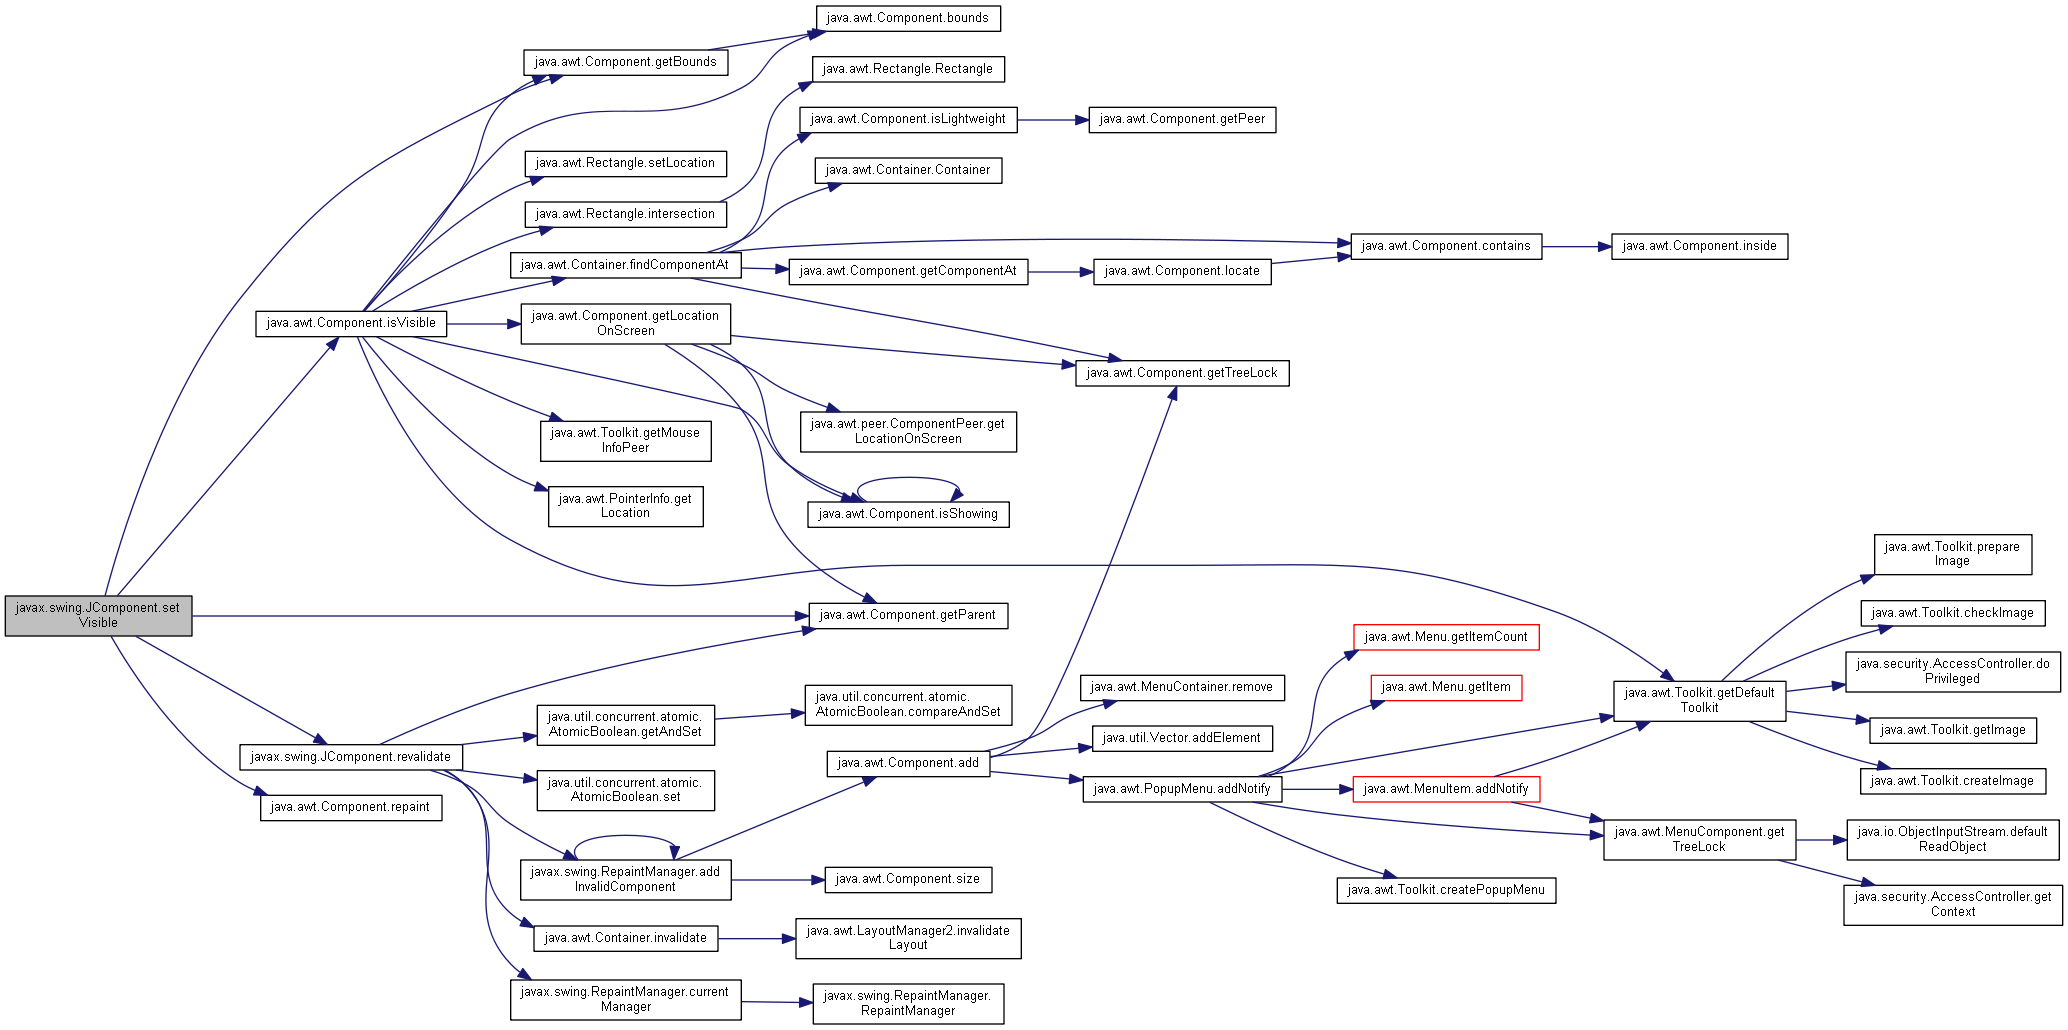 java.awt.Component.bounds
java.awt.Component.getBounds
java.awt.Rectangle.Rectangle
java.awt.Component.isLightweight
java.awt.Component.getPeer
java.awt.Rectangle.setLocation
java.awt.Container.Container
java.awt.Rectangle.intersection
java.awt.Component.contains
java.awt.Component.inside
java.awt.Container.findComponentAt
java.awt.Component.getComponentAt
java.awt.Component.locate
java.awt.Component.isVisible
java.awt.Component.getLocation
OnScreen
java.awt.Component.getTreeLock
java.awt.Toolkit.getMouse
InfoPeer
java.awt.peer.ComponentPeer.get
LocationOnScreen
java.awt.PointerInfo.get
Location
java.awt.Component.isShowing
java.awt.Toolkit.prepare
Image
javax.swing.JComponent.set
Visible
java.awt.Component.getParent
java.awt.Toolkit.checkImage
java.awt.Menu.getItemCount
java.security.AccessController.do
Privileged
java.awt.MenuContainer.remove
java.awt.Menu.getItem
java.awt.Toolkit.getDefault
Toolkit
java.util.concurrent.atomic.
AtomicBoolean.compareAndSet
java.util.concurrent.atomic.
AtomicBoolean.getAndSet
java.awt.Toolkit.getImage
java.util.Vector.addElement
javax.swing.JComponent.revalidate
java.awt.Component.add
java.awt.Toolkit.createImage
java.util.concurrent.atomic.
AtomicBoolean.set
java.awt.PopupMenu.addNotify
java.awt.MenuItem.addNotify
java.awt.Component.repaint
java.awt.MenuComponent.get
TreeLock
java.io.ObjectInputStream.default
ReadObject
javax.swing.RepaintManager.add
InvalidComponent
java.awt.Component.size
java.awt.Toolkit.createPopupMenu
java.security.AccessController.get
Context
java.awt.Container.invalidate
java.awt.LayoutManager2.invalidate
Layout
javax.swing.RepaintManager.current
Manager
javax.swing.RepaintManager.
RepaintManager